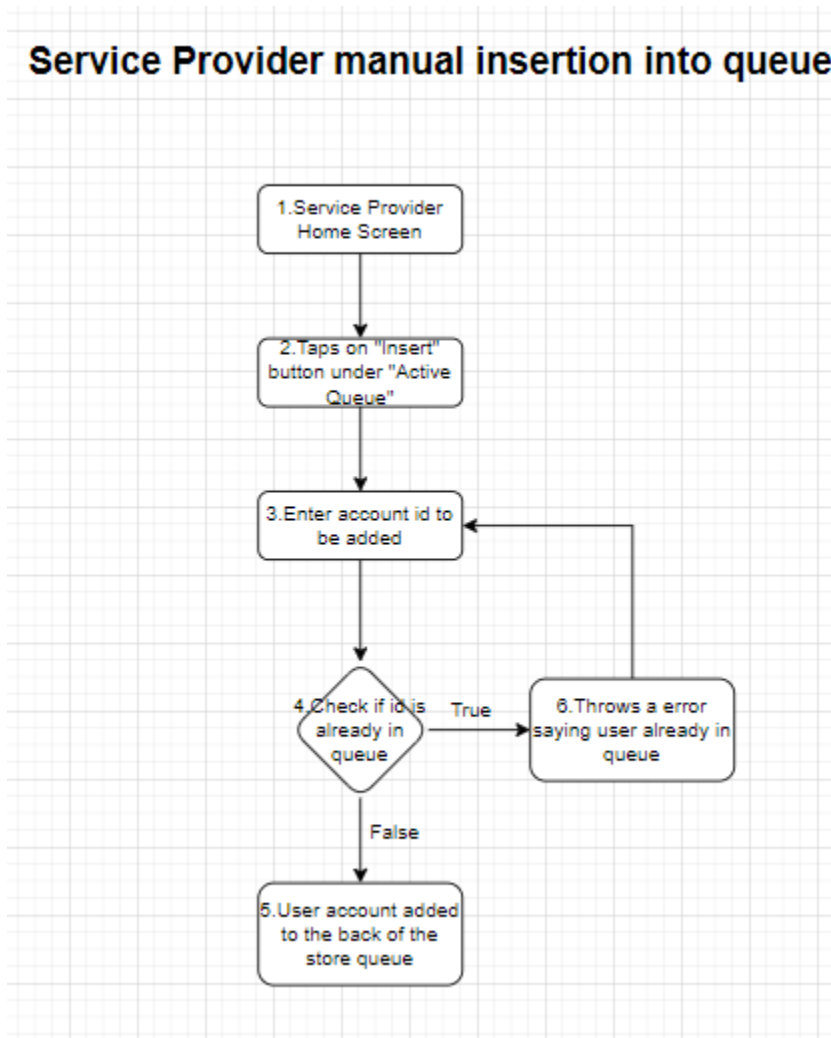 Service Provider manual insertion into queue
1.Service Provider
Home Screen
2.Taps on "Insert"
button under "Active
Queue"
3.Enter account id to
be added
4.Check if id is
already in
queue
True
6.Throws a error
saying user already in
queue
False
5.User account added
to the back of the
store queue